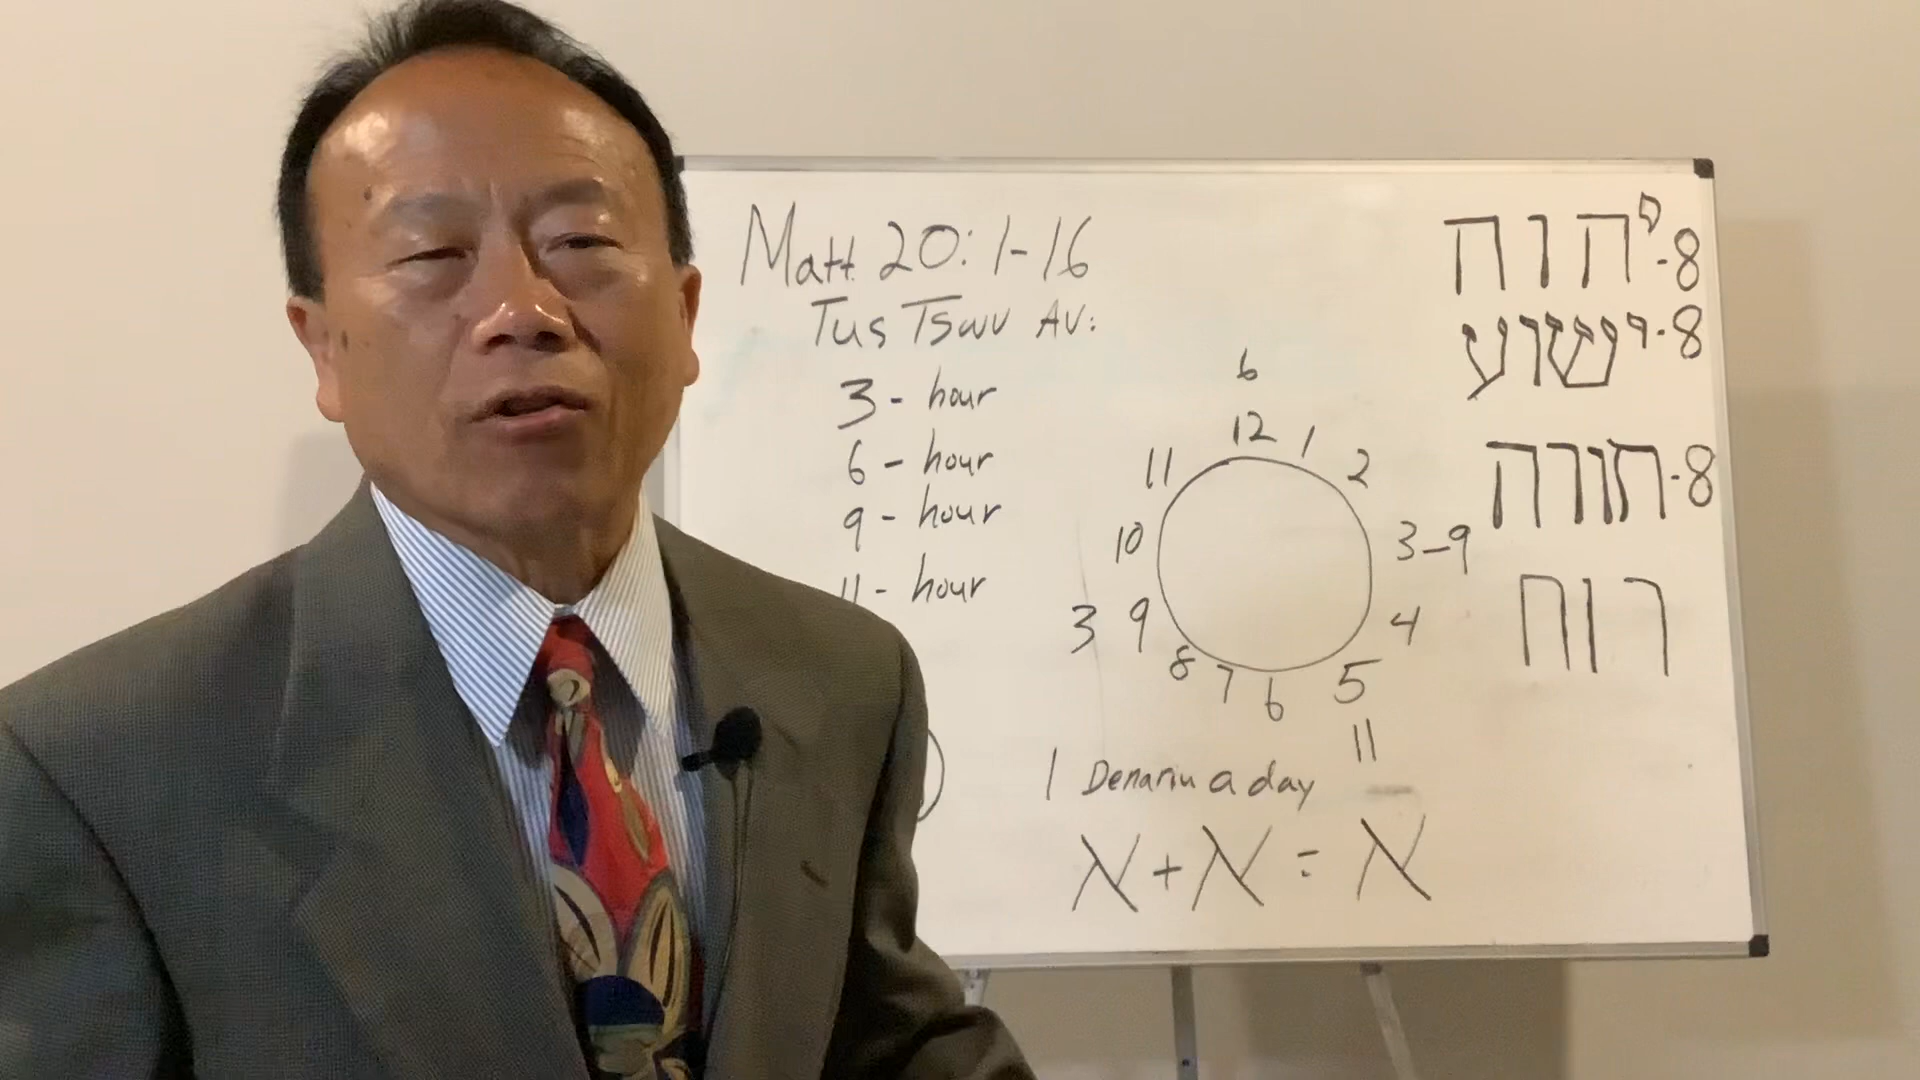 Matt 20:1-16
Tus Tswv AV:
3 - hour
6 - hour
9 - hour
11 - hour
6
12
1
2
3-9
4
5
11
6
7
8
3 9
10
11
1 Denariu a day
א + א = א
יהוה-8
ישוע-8
תורה-8
רוח